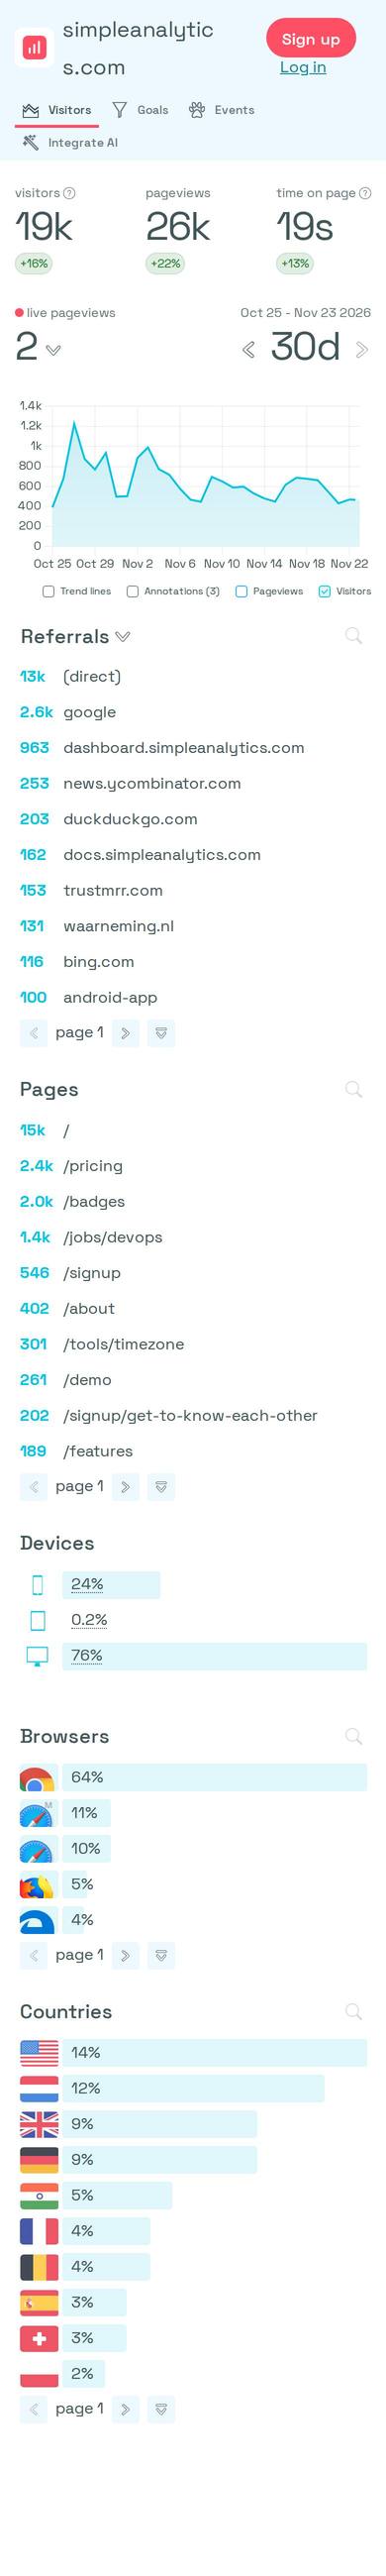 simpleanalytic
s.com
Sign up
Log in
Visitors Goals Events
Integrate AI
visitors ? pageviews time on page ?
19k 26k 19s
+16% +22% +13%
live pageviews Oct 25 - Nov 23 2026
2 30d
1.4k
1.2k
1k
800
600
400
200
0
Oct 25 Oct 29 Nov 2 Nov 6 Nov 10 Nov 14 Nov 18 Nov 22
Trend lines Annotations (3) Pageviews Visitors
Referrals
13k (direct)
2.6k google
963 dashboard.simpleanalytics.com
253 news.ycombinator.com
203 duckduckgo.com
162 docs.simpleanalytics.com
153 trustmrr.com
131 waarneming.nl
116 bing.com
100 android-app
page 1
Pages
15k /
2.4k /pricing
2.0k /badges
1.4k /jobs/devops
546 /signup
402 /about
301 /tools/timezone
261 /demo
202 /signup/get-to-know-each-other
189 /features
page 1
Devices
24%
0.2%
76%
Browsers
64%
M 11%
10%
5%
4%
page 1
Countries
14%
12%
9%
9%
5%
4%
4%
3%
3%
2%
page 1